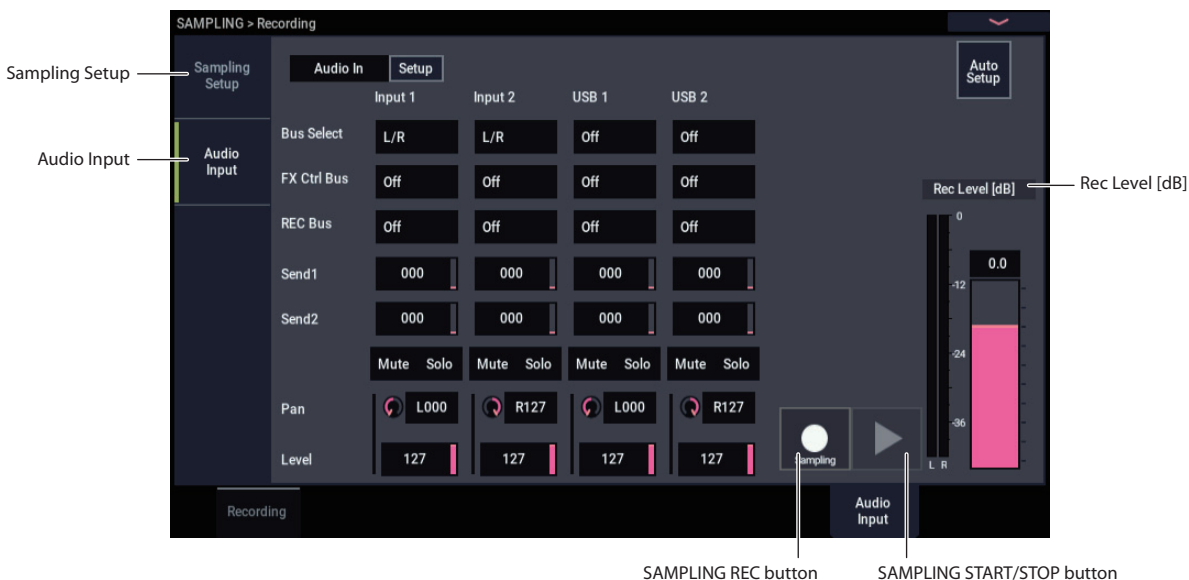 SAMPLING > Recording
Sampling Setup
Sampling
Setup
Audio In Setup
Auto
Setup
Input 1 Input 2 USB 1 USB 2
Bus Select L/R L/R Off Off
Audio Input
Audio
Input
FX Ctrl Bus Off Off Off Off
Rec Level [dB]
Rec Level [dB]
REC Bus Off Off Off Off
0
Send1 000 000 000 000
0.0
-12
Send2 000 000 000 000
-24
Mute Solo Mute Solo Mute Solo Mute Solo
Pan L000 R127 L000 R127
-36
Level 127 127 127 127
Sampling
L R
Recording
Audio
Input
SAMPLING REC button
SAMPLING START/STOP button